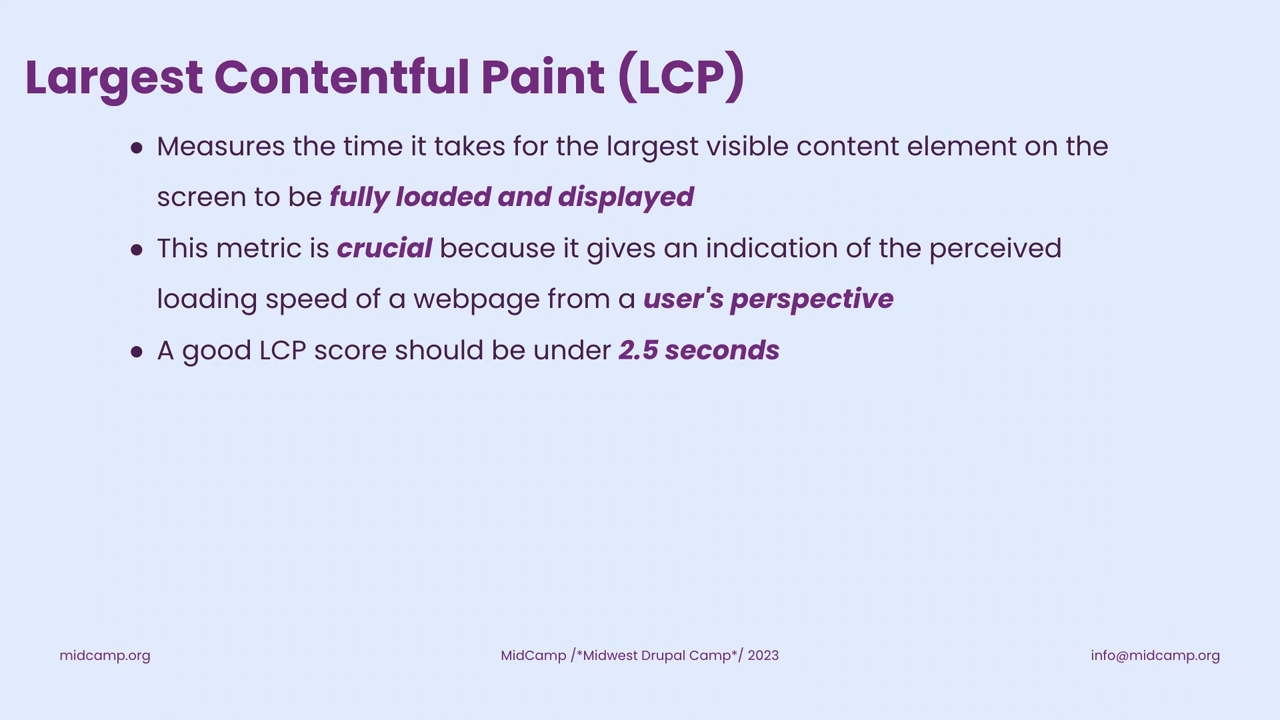 Largest Contentful Paint (LCP)
● Measures the time it takes for the largest visible content element on the
screen to be fully loaded and displayed
● This metric is crucial because it gives an indication of the perceived
loading speed of a webpage from a user's perspective
● A good LCP score should be under 2.5 seconds
midcamp.org
MidCamp /*Midwest Drupal Camp*/ 2023
info@midcamp.org